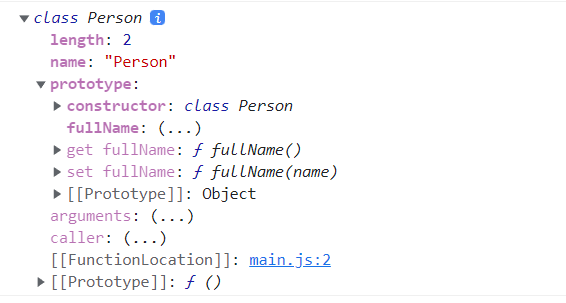 class Person i
length: 2
name: "Person"
prototype:
constructor: class Person
fullName: (...)
get fullName: ƒ fullName()
set fullName: ƒ fullName(name)
[[Prototype]]: Object
arguments: (...)
caller: (...)
[[FunctionLocation]]: main.js:2
[[Prototype]]: ƒ ()